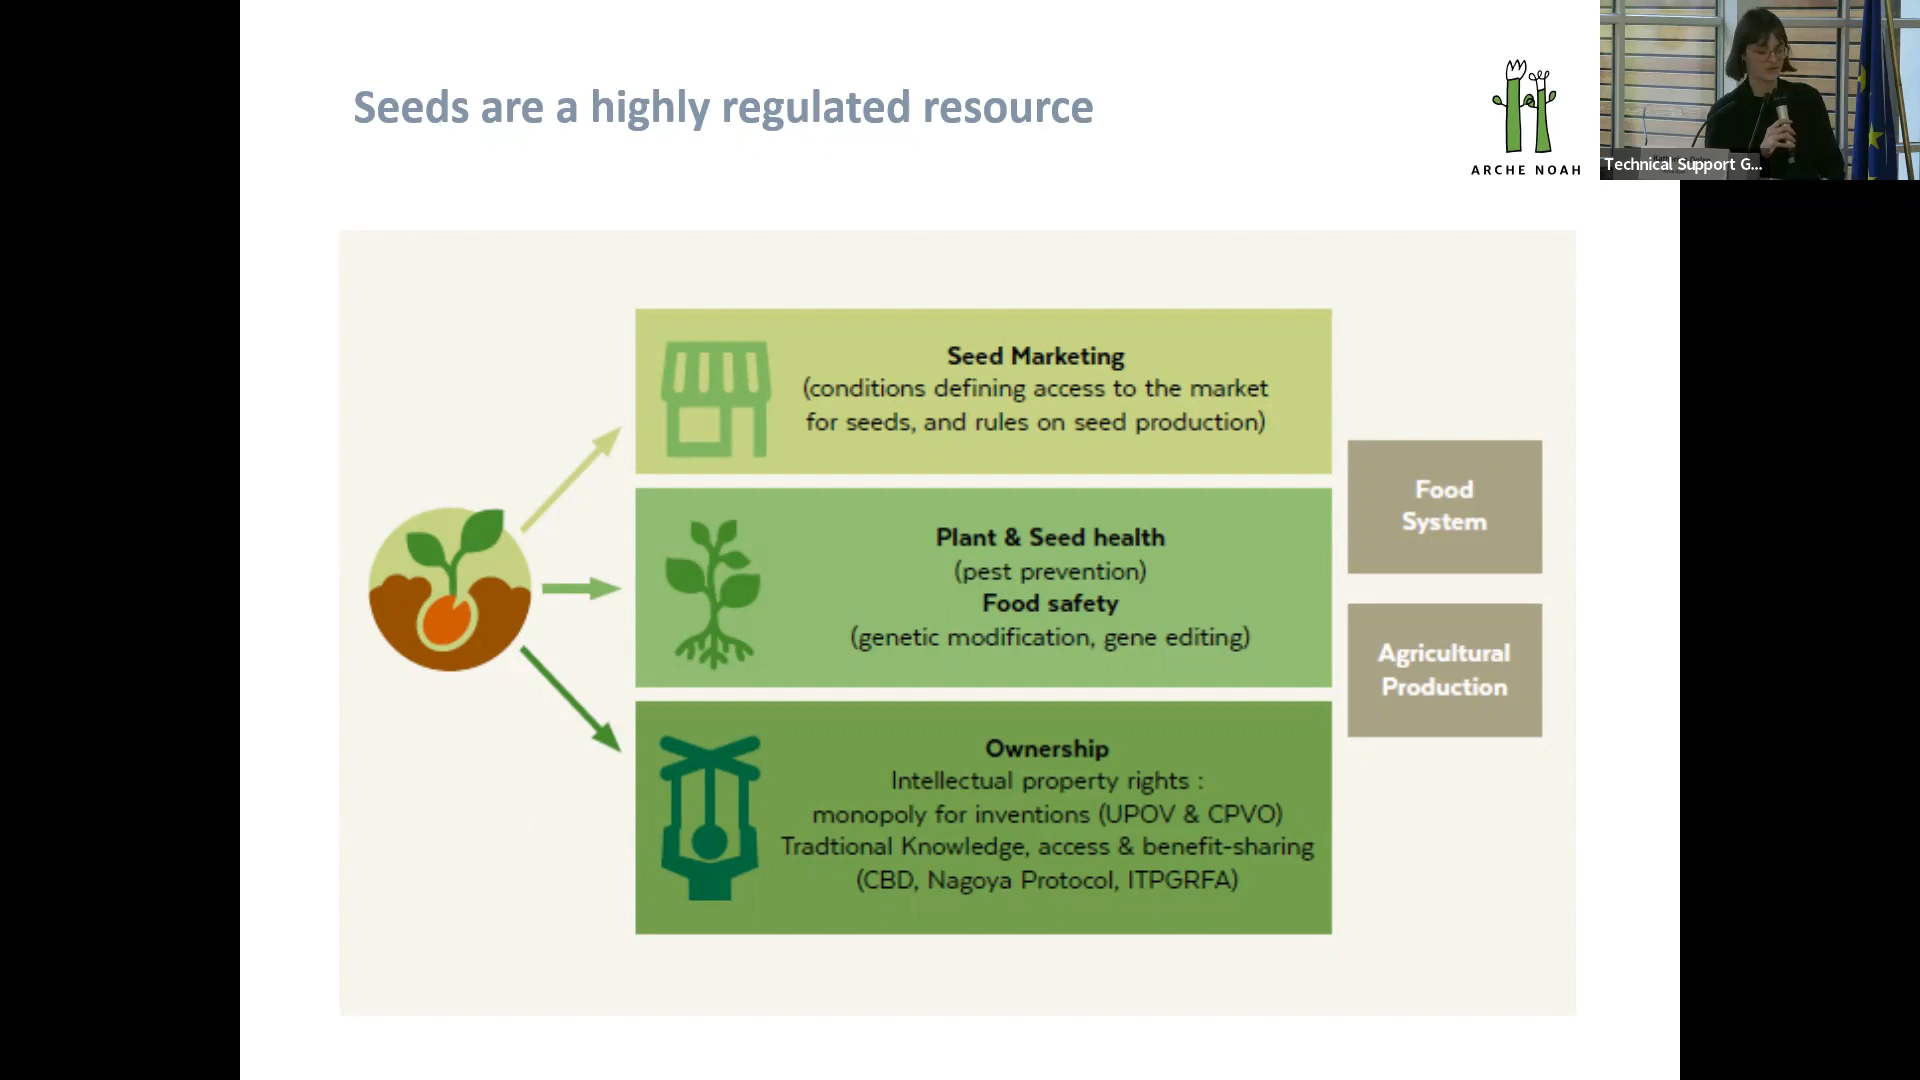 Seeds are a highly regulated resource
ARCHE NOAH
Technical Support G...
Seed Marketing
(conditions defining access to the market
for seeds, and rules on seed production)
Plant & Seed health
(pest prevention)
Food safety
(genetic modification, gene editing)
Ownership
Intellectual property rights :
monopoly for inventions (UPOV & CPVO)
Tradtional Knowledge, access & benefit-sharing
(CBD, Nagoya Protocol, ITPGRFA)
Food
System
Agricultural
Production